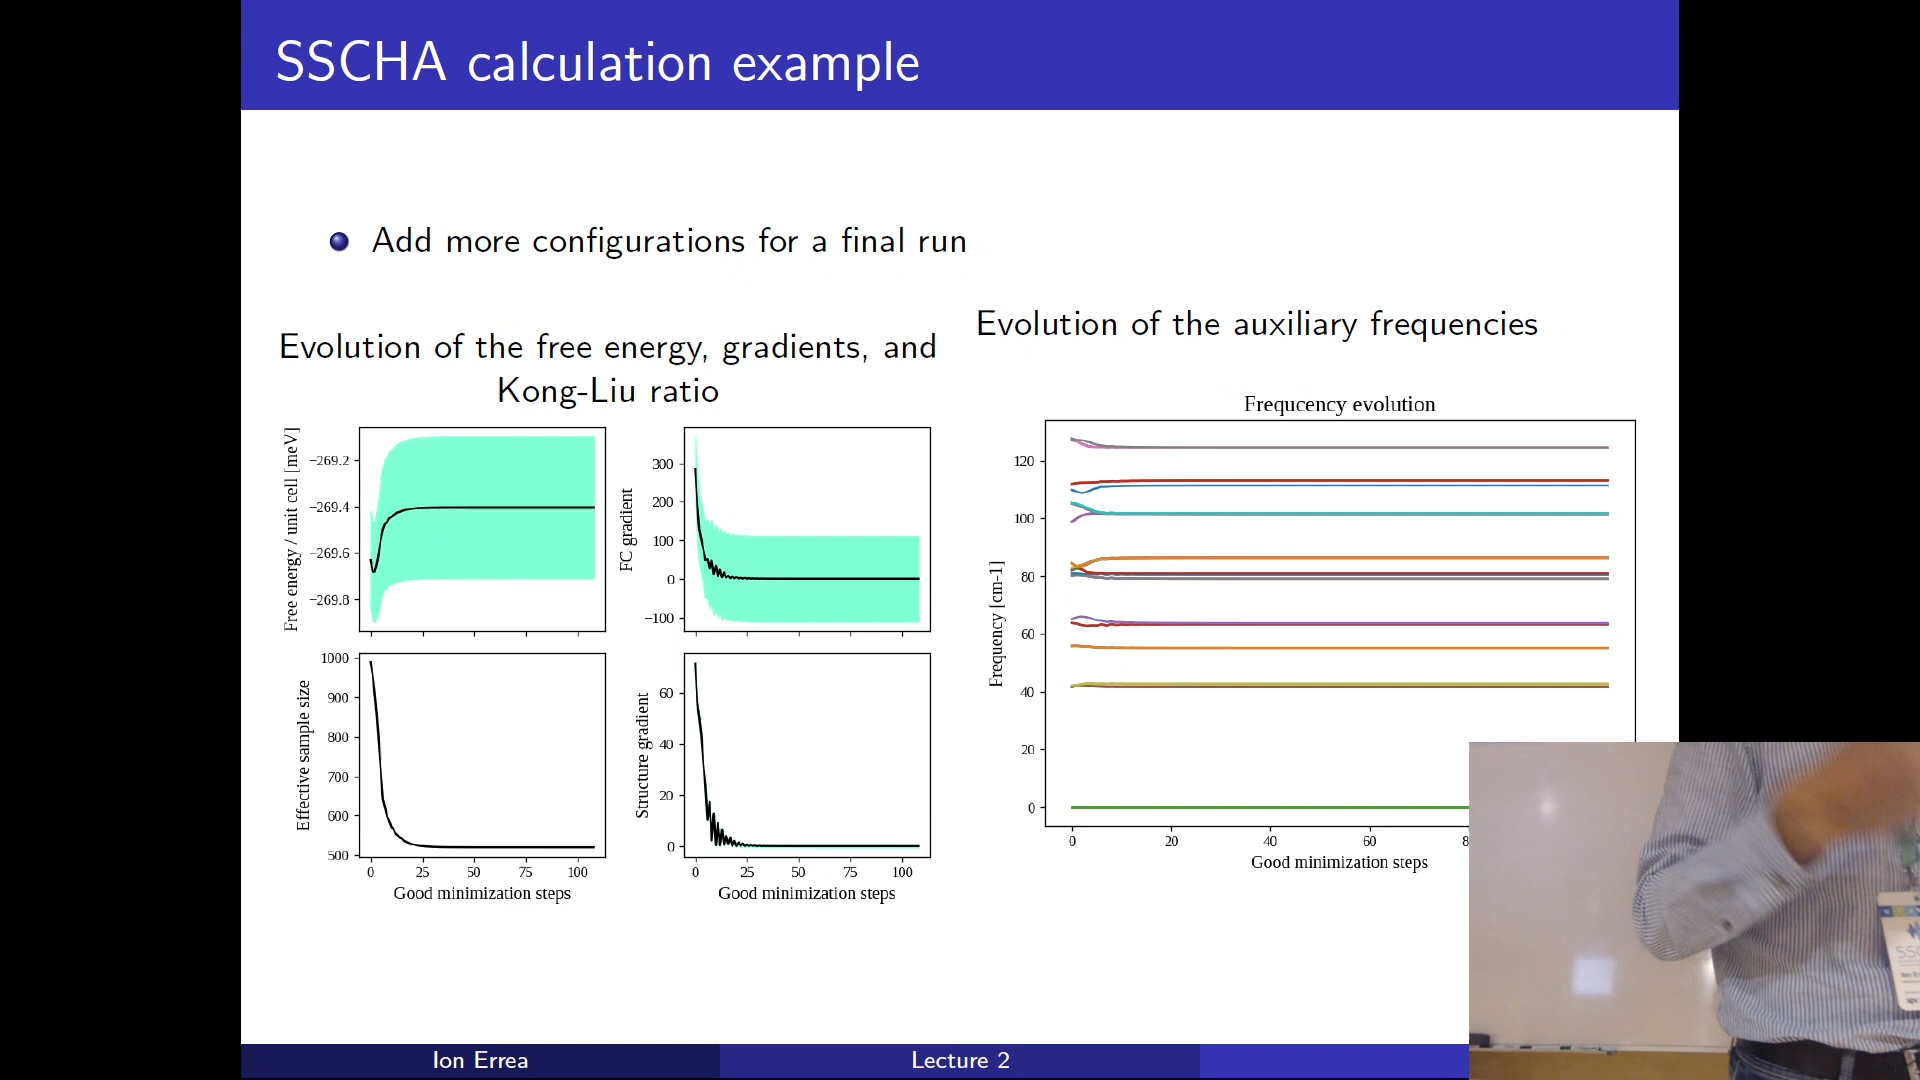 SSCHA calculation example
Add more configurations for a final run
Evolution of the free energy, gradients, and
Kong-Liu ratio
Evolution of the auxiliary frequencies
Free energy / unit cell [meV]
−269.2
−269.4
−269.6
−269.8
FC gradient
300
200
100
0
−100
Effective sample size
1000
900
800
700
600
500
0 25 50 75 100
Good minimization steps
Structure gradient
60
40
20
0
0 25 50 75 100
Good minimization steps
Frequcency evolution
Frequency [cm-1]
120
100
80
60
40
20
0
0 20 40 60 8
Good minimization steps
Ion Errea
Lecture 2